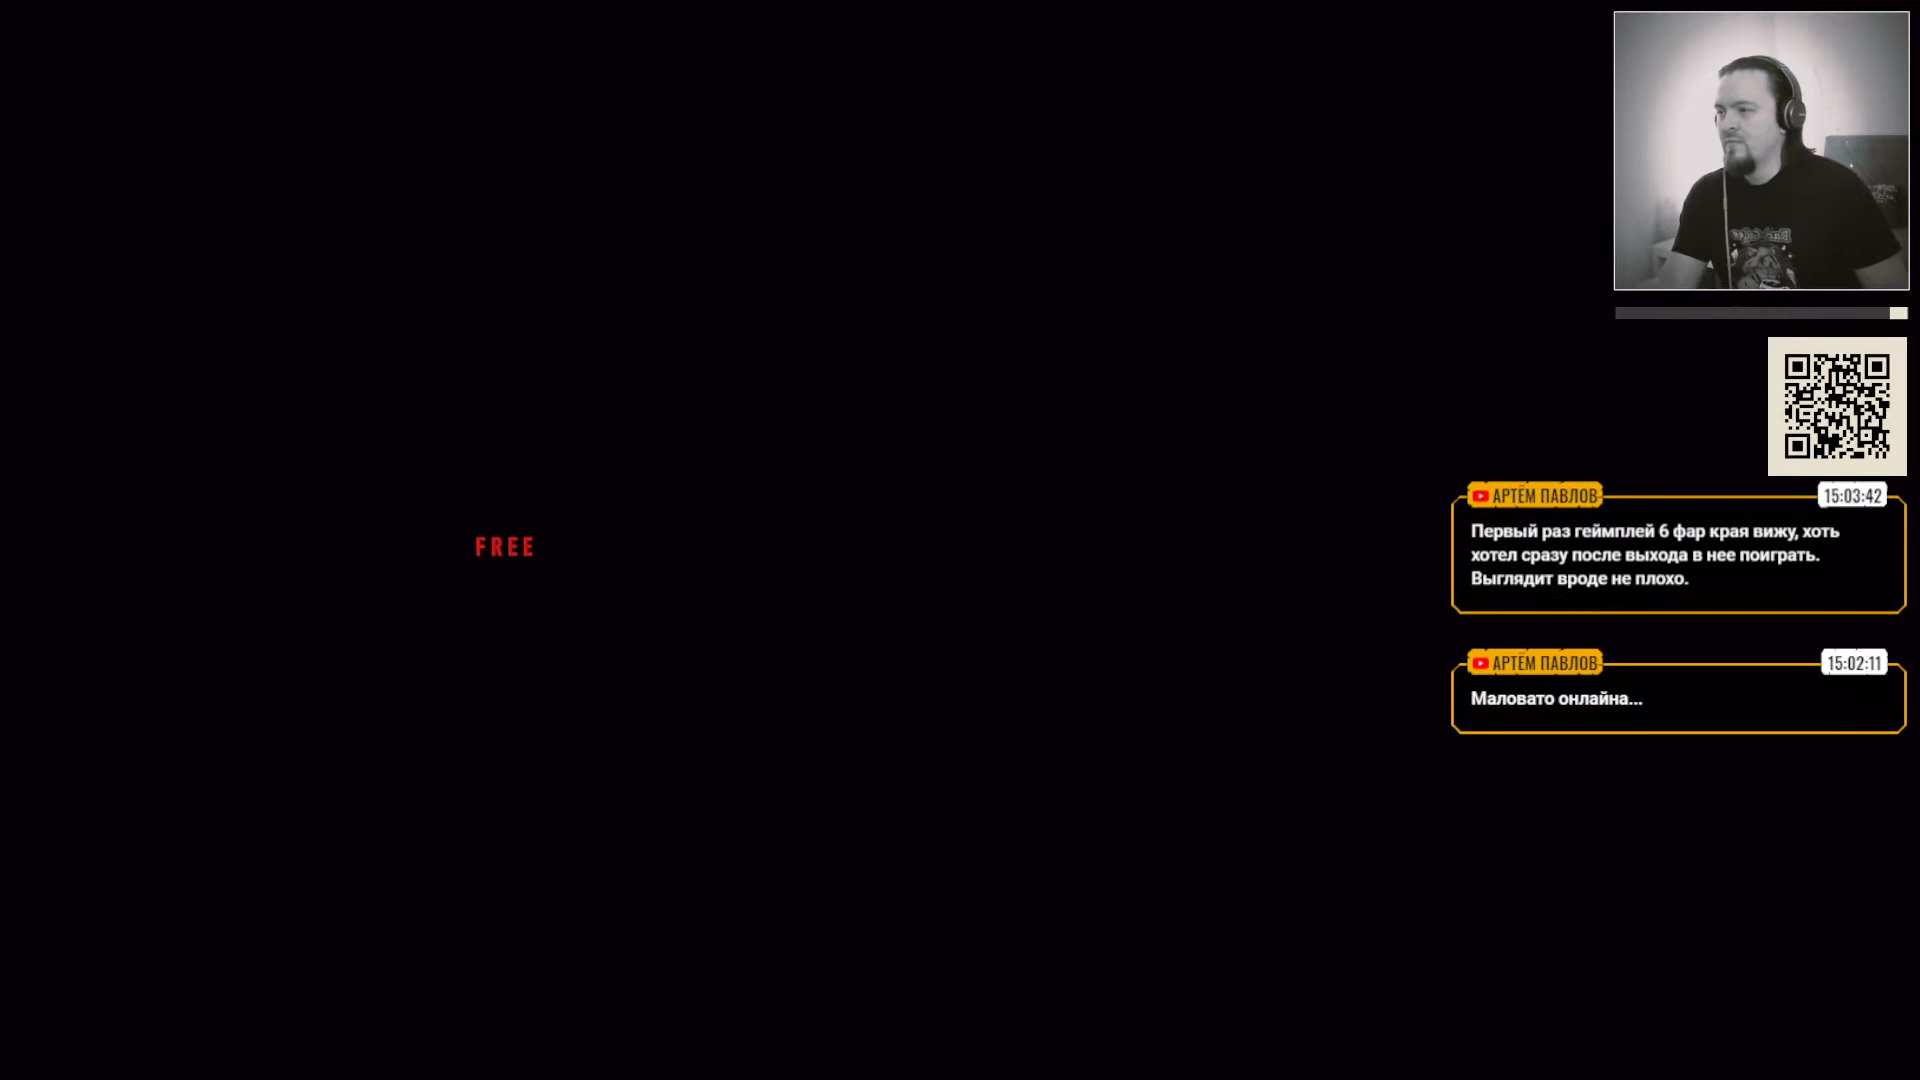 FREE
АРТЁМ ПАВЛОВ
15:03:42
Первый раз геймплей 6 фар края вижу, хоть
хотел сразу после выхода в нее поиграть.
Выглядит вроде не плохо.
АРТЁМ ПАВЛОВ
15:02:11
Маловато онлайна...